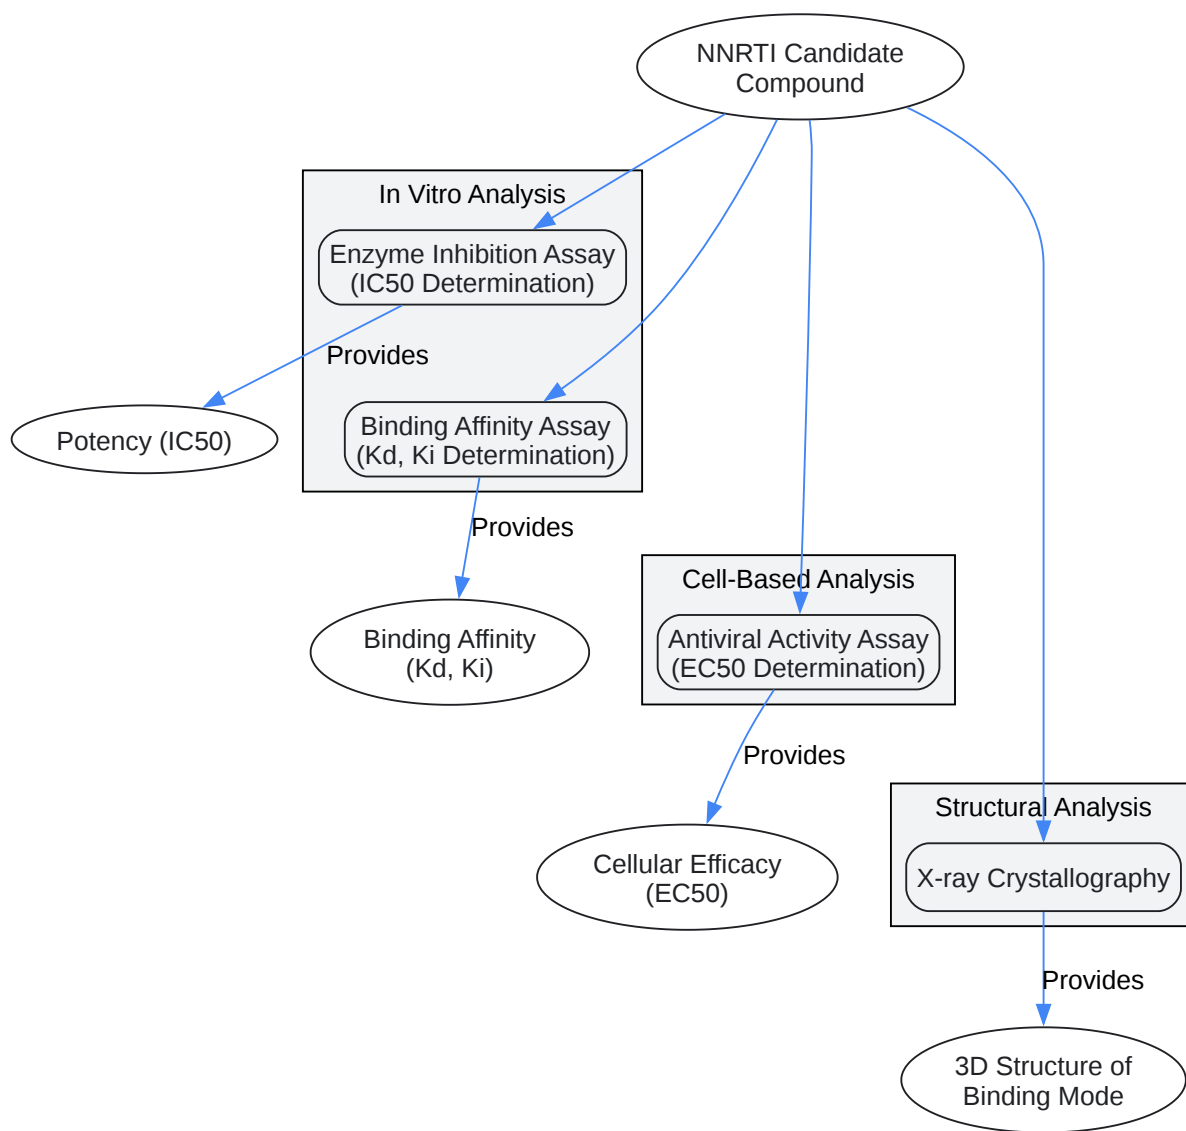 NNRTI Candidate
Compound
In Vitro Analysis
Enzyme Inhibition Assay
(IC50 Determination)
Provides
Potency (IC50)
Binding Affinity Assay
(Kd, Ki Determination)
Provides
Binding Affinity
(Kd, Ki)
Cell-Based Analysis
Antiviral Activity Assay
(EC50 Determination)
Provides
Cellular Efficacy
(EC50)
Structural Analysis
X-ray Crystallography
Provides
3D Structure of
Binding Mode